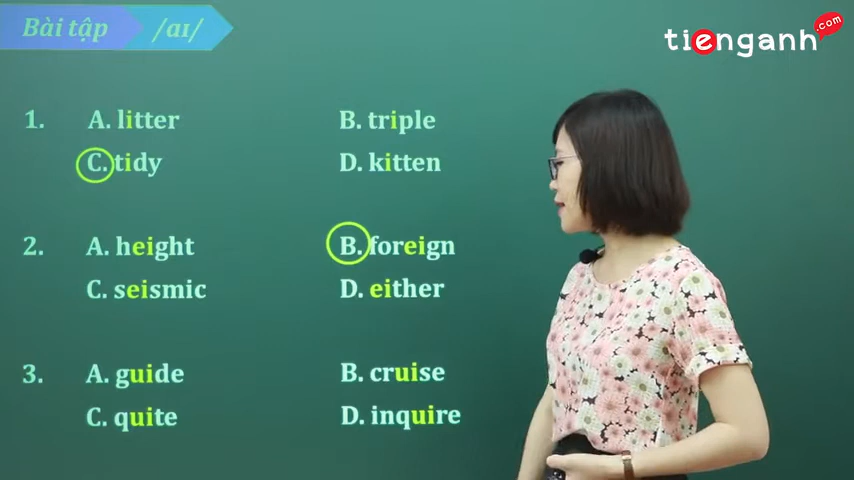 Bài tập /aɪ/
tienganh.com
1. A. litter B. triple
C. tidy D. kitten
2. A. height B. foreign
C. seismic D. either
3. A. guide B. cruise
C. quite D. inquire